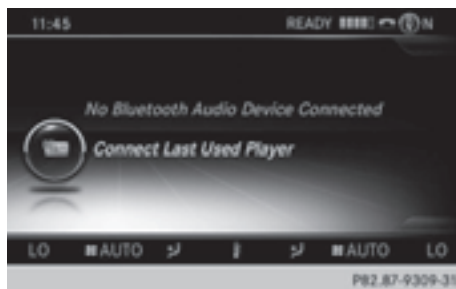 11:45 READY N
No Bluetooth Audio Device Connected
Connect Last Used Player
LO AUTO AUTO LO
P82.87-9309-31